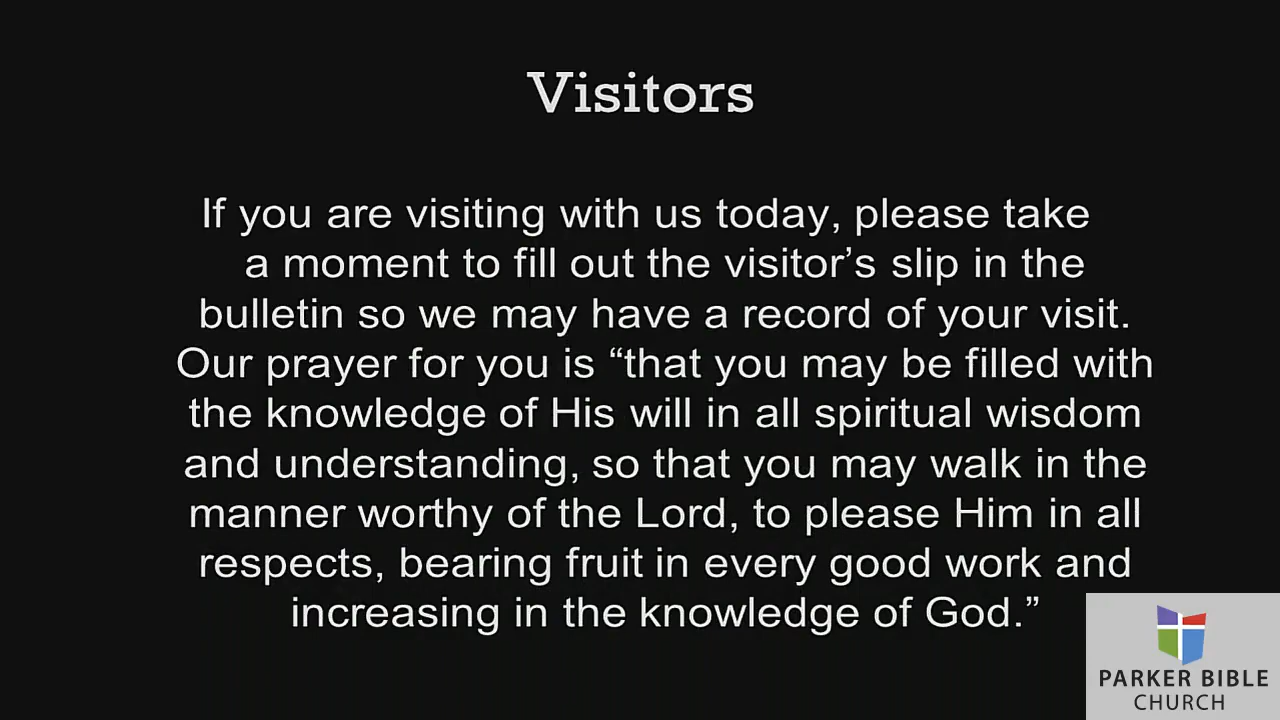 Visitors
If you are visiting with us today, please take
a moment to fill out the visitor’s slip in the
bulletin so we may have a record of your visit.
Our prayer for you is “that you may be filled with
the knowledge of His will in all spiritual wisdom
and understanding, so that you may walk in the
manner worthy of the Lord, to please Him in all
respects, bearing fruit in every good work and
increasing in the knowledge of God.”
PARKER BIBLE
CHURCH